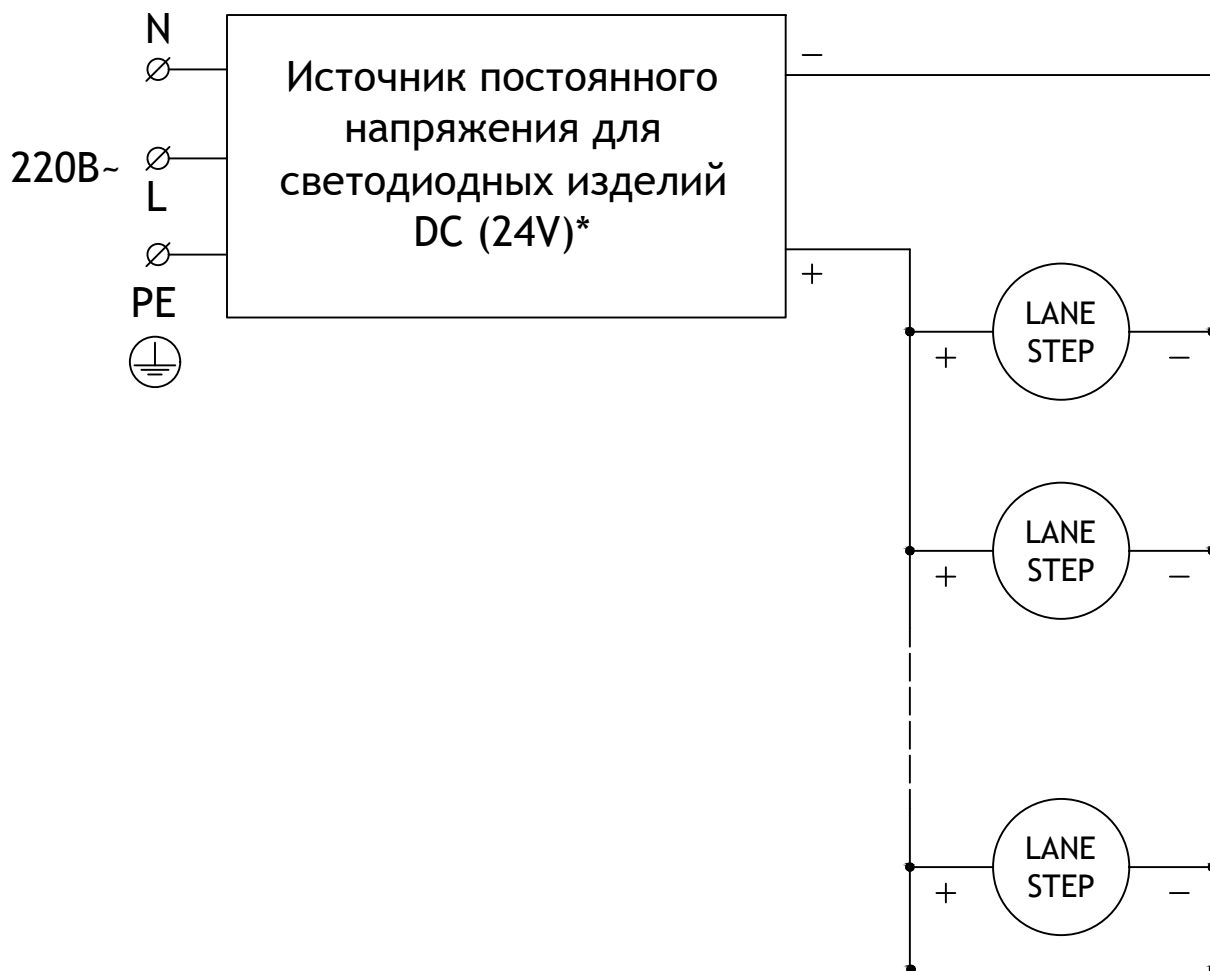 N
220В~
L
PE
Источник постоянного
напряжения для
светодиодных изделий
DC (24V)*
−
+
LANE
STEP
+
−
LANE
STEP
+
−
LANE
STEP
+
−